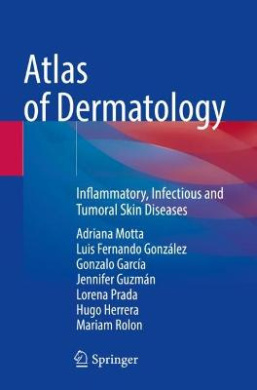 Atlas
of Dermatology
Inflammatory, Infectious and
Tumoral Skin Diseases
Adriana Motta
Luis Fernando González
Gonzalo García
Jennifer Guzmán
Lorena Prada
Hugo Herrera
Mariam Rolon
Springer